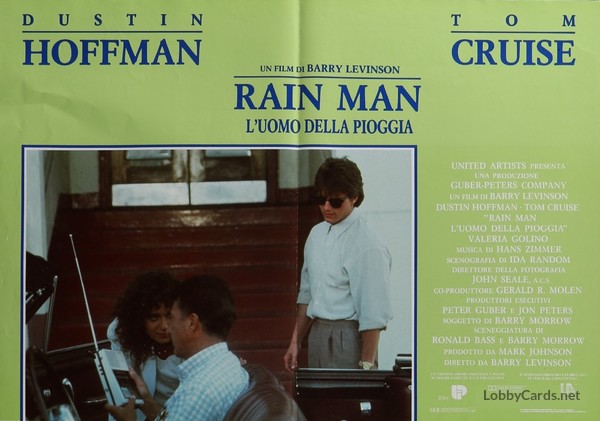 DUSTIN
HOFFMAN
TOM
CRUISE
UN FILM DI BARRY LEVINSON
RAIN MAN
L'UOMO DELLA PIOGGIA
UNITED ARTISTS PRESENTA
UNA PRODUZIONE
GUBER-PETERS COMPANY
UN FILM DI BARRY LEVINSON
DUSTIN HOFFMAN · TOM CRUISE
"RAIN MAN
L'UOMO DELLA PIOGGIA"
VALERIA GOLINO
MUSICA DI HANS ZIMMER
SCENOGRAFIA DI IDA RANDOM
DIRETTORE DELLA FOTOGRAFIA
JOHN SEALE, A.C.S.
CO-PRODUTTORE GERALD R. MOLEN
PRODUTTORI ESECUTIVI
PETER GUBER E JON PETERS
SOGGETTO DI BARRY MORROW
SCENEGGIATURA DI
RONALD BASS E BARRY MORROW
PRODOTTO DA MARK JOHNSON
DIRETTO DA BARRY LEVINSON
LobbyCards.net